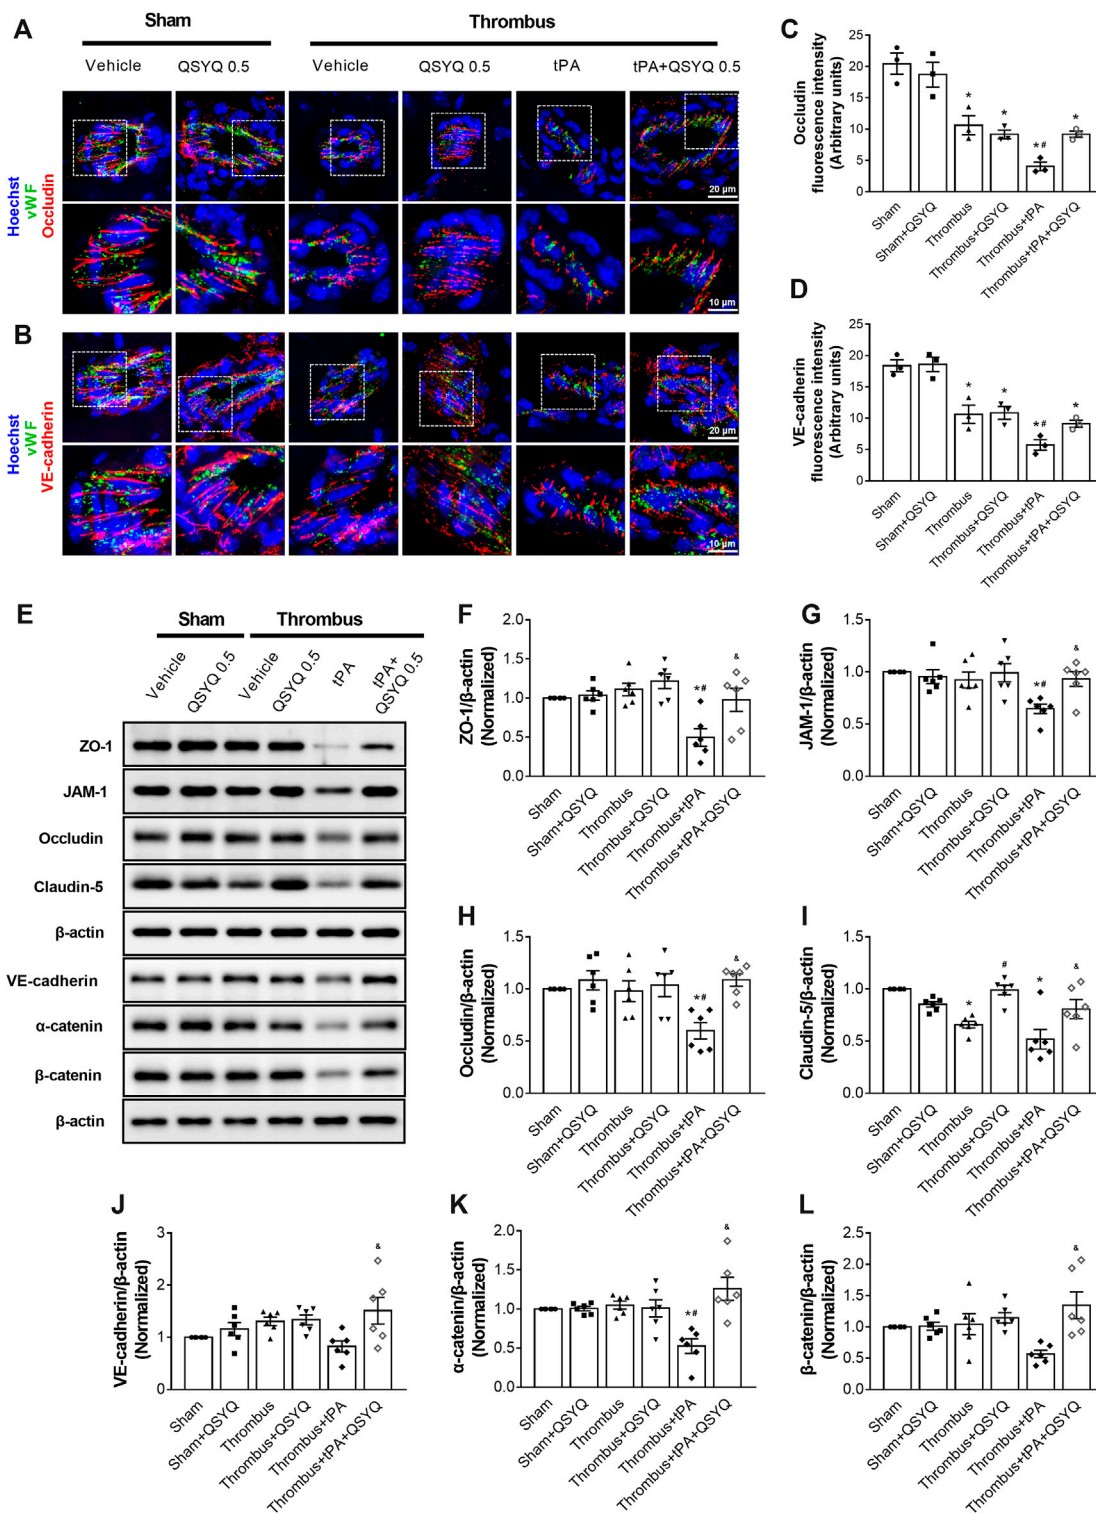 A
Sham
Thrombus
Vehicle
QSYQ 0.5
Vehicle
QSYQ 0.5
tPA
tPA+QSYQ 0.5
Hoechst
vWF
Occludin
20 µm
10 µm
B
Hoechst
vWF
VE-cadherin
20 µm
10 µm
C
Occludin
fluorescence intensity
(Arbitrary units)
25
20
15
10
5
0
*
*
*#
*
Sham
Sham+QSYQ
Thrombus
Thrombus+QSYQ
Thrombus+tPA
Thrombus+tPA+QSYQ
D
VE-cadherin
fluorescence intensity
(Arbitrary units)
25
20
15
10
5
0
*
*
*#
*
Sham
Sham+QSYQ
Thrombus
Thrombus+QSYQ
Thrombus+tPA
Thrombus+tPA+QSYQ
E
Sham
Thrombus
Vehicle
QSYQ 0.5
Vehicle
QSYQ 0.5
tPA
tPA+
QSYQ 0.5
ZO-1
JAM-1
Occludin
Claudin-5
β-actin
VE-cadherin
α-catenin
β-catenin
β-actin
F
ZO-1/β-actin
(Normalized)
2.0
1.5
1.0
0.5
0.0
*#
&
Sham
Sham+QSYQ
Thrombus
Thrombus+QSYQ
Thrombus+tPA
Thrombus+tPA+QSYQ
G
JAM-1/β-actin
(Normalized)
1.5
1.0
0.5
0.0
*#
&
Sham
Sham+QSYQ
Thrombus
Thrombus+QSYQ
Thrombus+tPA
Thrombus+tPA+QSYQ
H
Occludin/β-actin
(Normalized)
1.5
1.0
0.5
0.0
*#
&
Sham
Sham+QSYQ
Thrombus
Thrombus+QSYQ
Thrombus+tPA
Thrombus+tPA+QSYQ
I
Claudin-5/β-actin
(Normalized)
1.5
1.0
0.5
0.0
*
#
*
&
Sham
Sham+QSYQ
Thrombus
Thrombus+QSYQ
Thrombus+tPA
Thrombus+tPA+QSYQ
J
VE-cadherin/β-actin
(Normalized)
3
2
1
0
&
Sham
Sham+QSYQ
Thrombus
Thrombus+QSYQ
Thrombus+tPA
Thrombus+tPA+QSYQ
K
α-catenin/β-actin
(Normalized)
2.0
1.5
1.0
0.5
0.0
*#
&
Sham
Sham+QSYQ
Thrombus
Thrombus+QSYQ
Thrombus+tPA
Thrombus+tPA+QSYQ
L
β-catenin/β-actin
(Normalized)
2.5
2.0
1.5
1.0
0.5
0.0
&
Sham
Sham+QSYQ
Thrombus
Thrombus+QSYQ
Thrombus+tPA
Thrombus+tPA+QSYQ